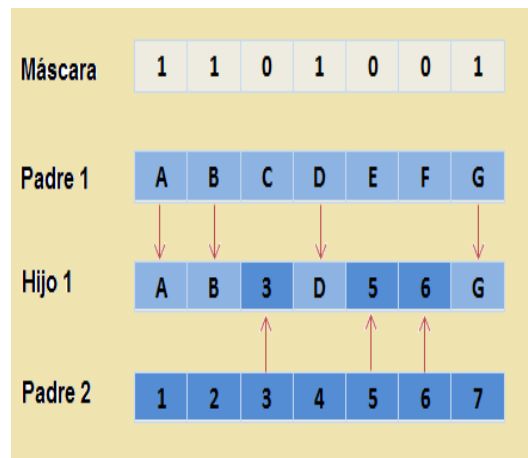 Máscara 1 1 0 1 0 0 1
Padre 1 A B C D E F G
Hijo 1 A B 3 D 5 6 G
Padre 2 1 2 3 4 5 6 7